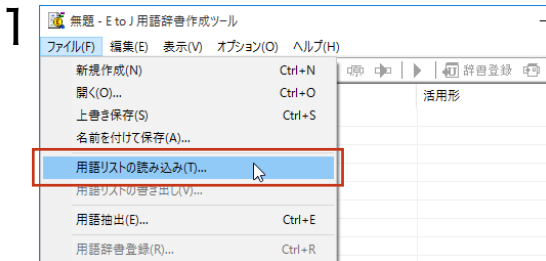 1
無題 - E to J 用語辞書作成ツール
ファイル(F) 編集(E) 表示(V) オプション(O) ヘルプ(H)
新規作成(N) Ctrl+N
開く(O)... Ctrl+O
上書き保存(S) Ctrl+S
名前を付けて保存(A)...
用語リストの読み込み(T)...
用語リストの書き出し(V)...
用語抽出(E)... Ctrl+E
用語辞書登録(R)... Ctrl+R
辞書登録
活用形